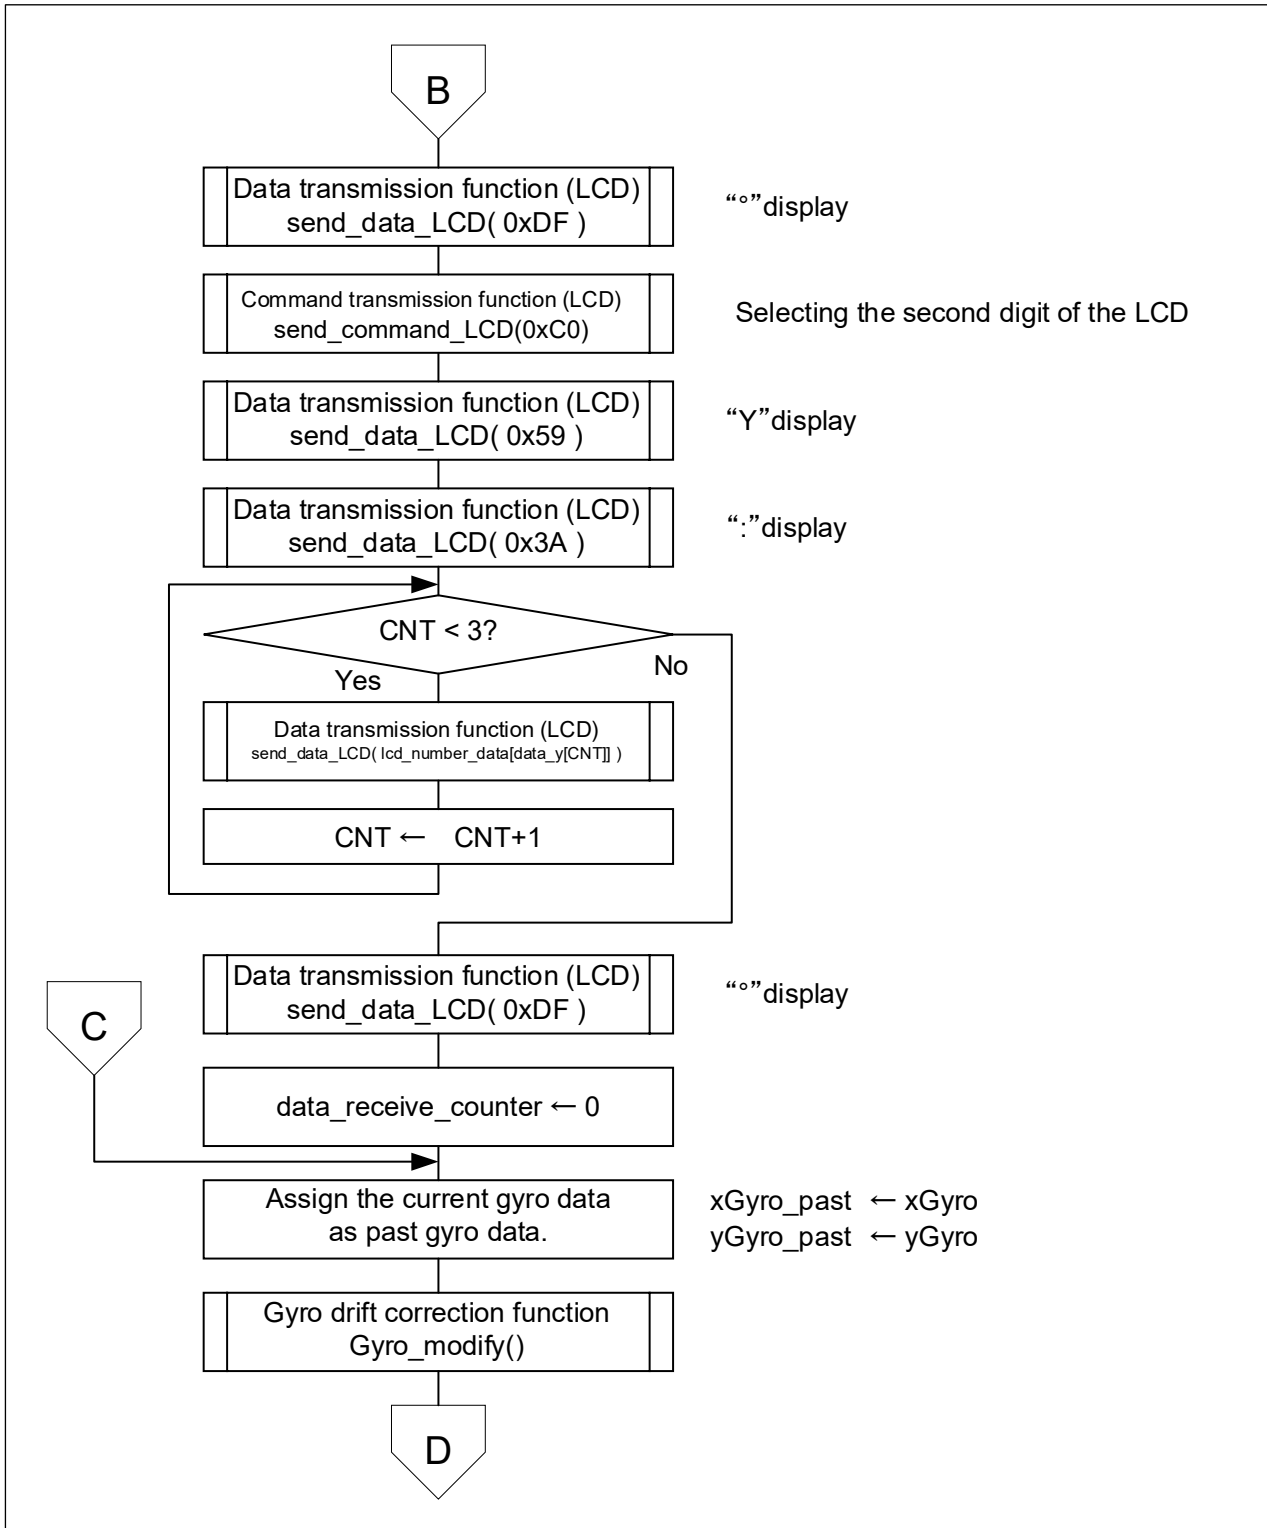 B
Data transmission function (LCD)
send_data_LCD( 0xDF )
“°”display
Command transmission function (LCD)
send_command_LCD(0xC0)
Selecting the second digit of the LCD
Data transmission function (LCD)
send_data_LCD( 0x59 )
“Y”display
Data transmission function (LCD)
send_data_LCD( 0x3A )
“:”display
CNT < 3?
No
Yes
Data transmission function (LCD)
send_data_LCD( lcd_number_data[data_y[CNT]] )
CNT ← CNT+1
Data transmission function (LCD)
send_data_LCD( 0xDF )
“°”display
C
data_receive_counter ← 0
Assign the current gyro data
as past gyro data.
xGyro_past ← xGyro
yGyro_past ← yGyro
Gyro drift correction function
Gyro_modify()
D